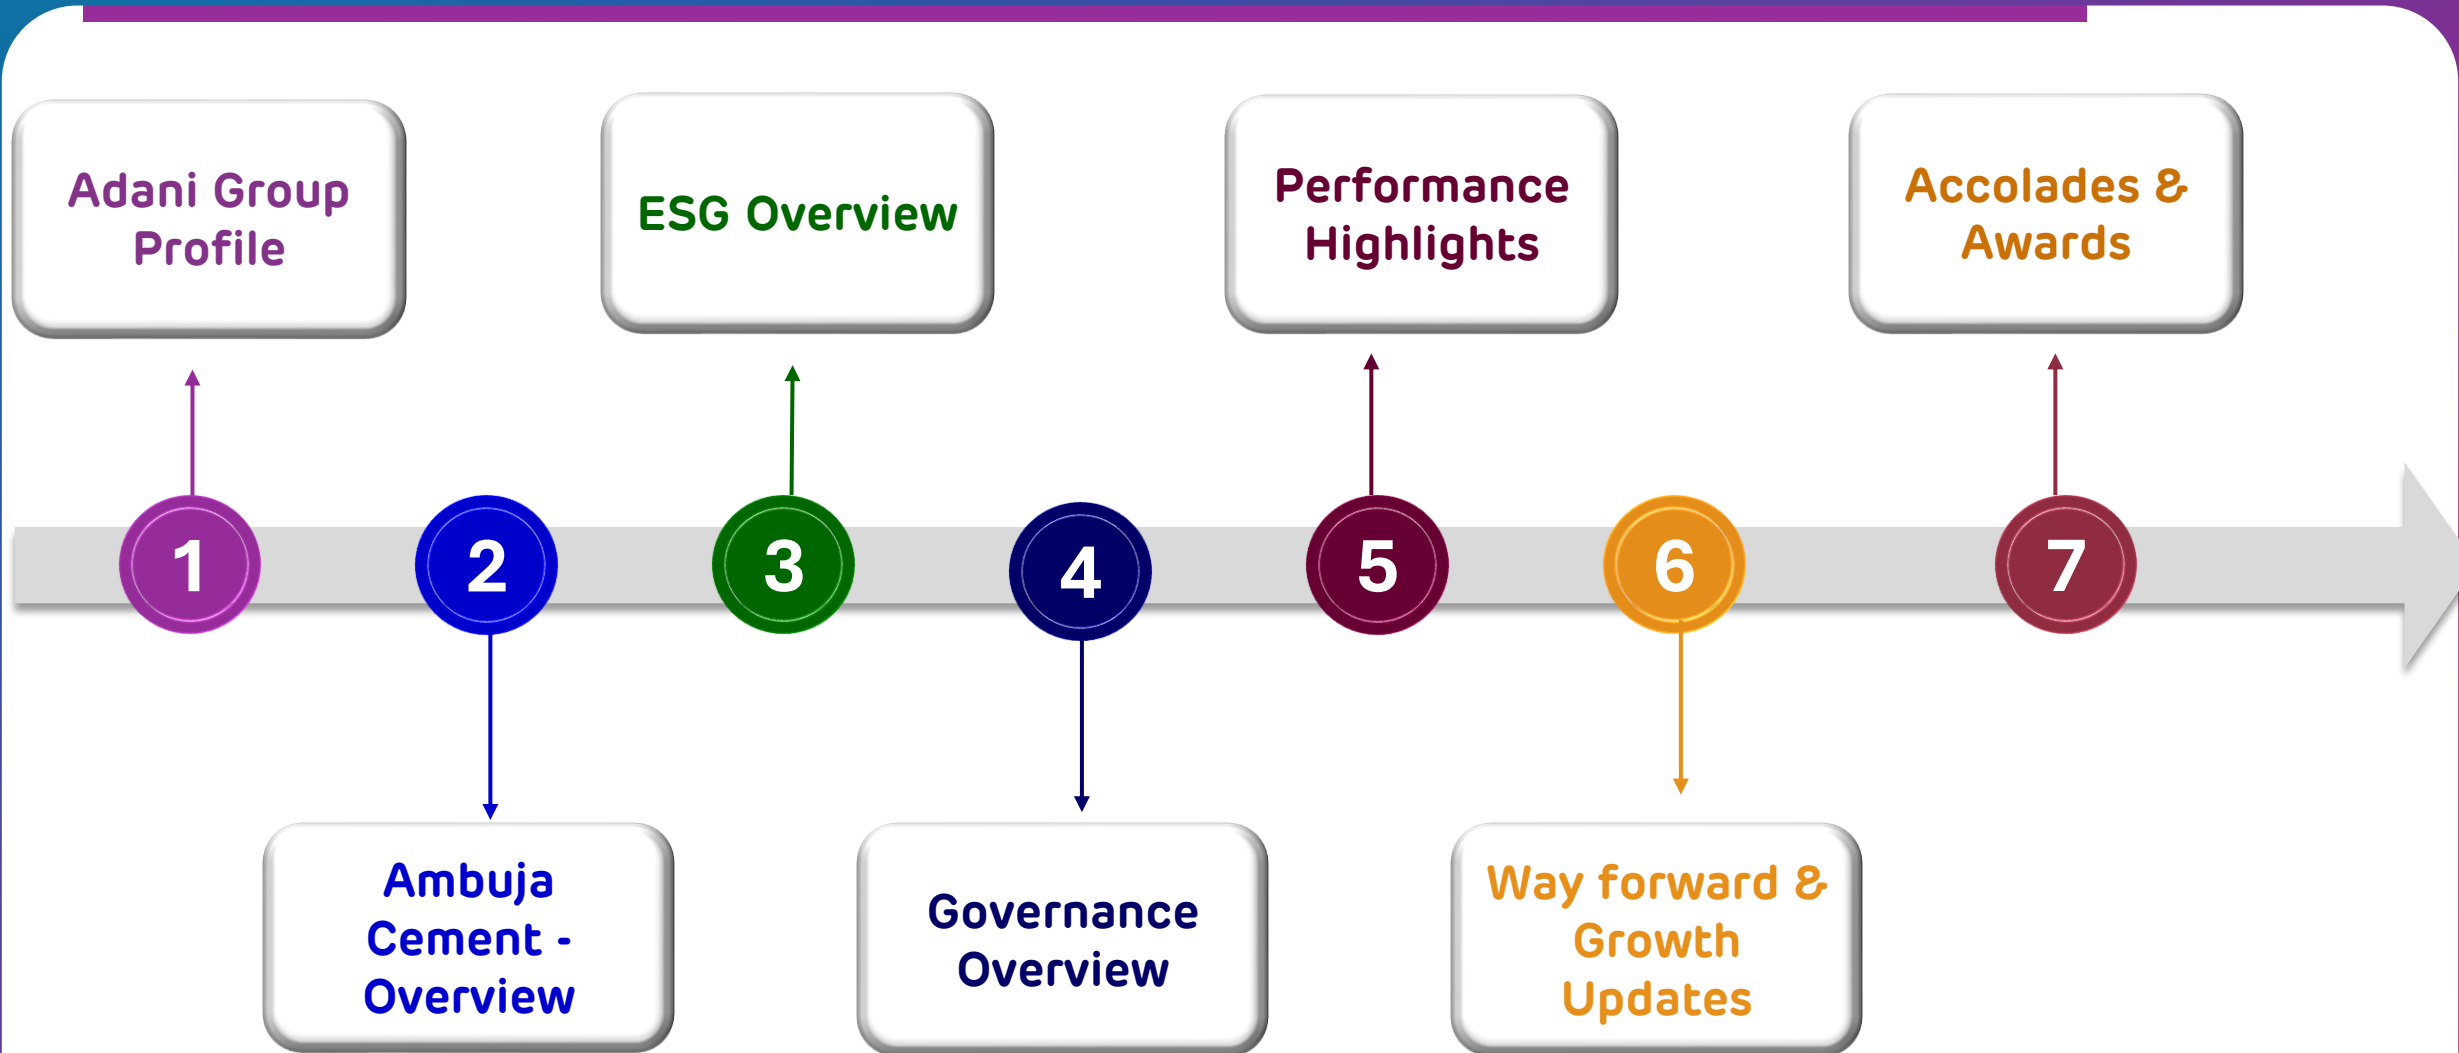 Adani Group
Profile
ESG Overview
Performance
Highlights
Accolades &
Awards
1
2
3
4
5
6
7
Ambuja
Cement -
Overview
Governance
Overview
Way forward &
Growth
Updates